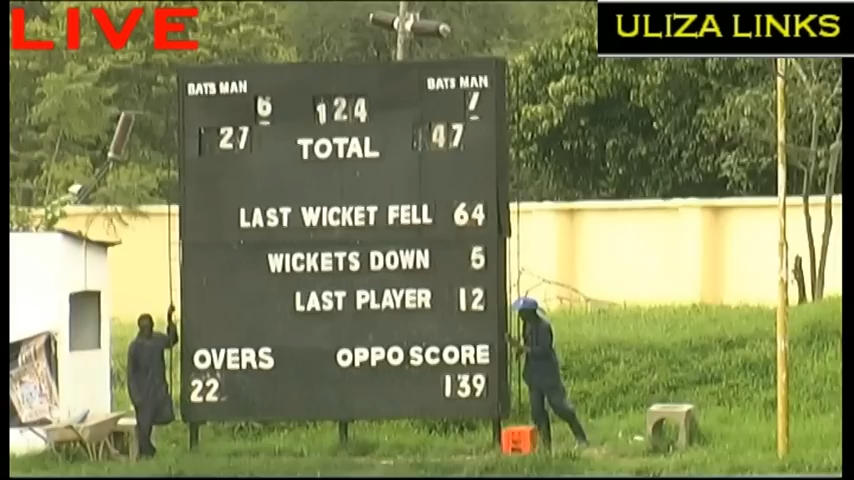 LIVE
ULIZA LINKS
BATS MAN BATS MAN
6 124 7
27 TOTAL 47
LAST WICKET FELL 64
WICKETS DOWN 5
LAST PLAYER 12
OVERS OPPO SCORE
22 139